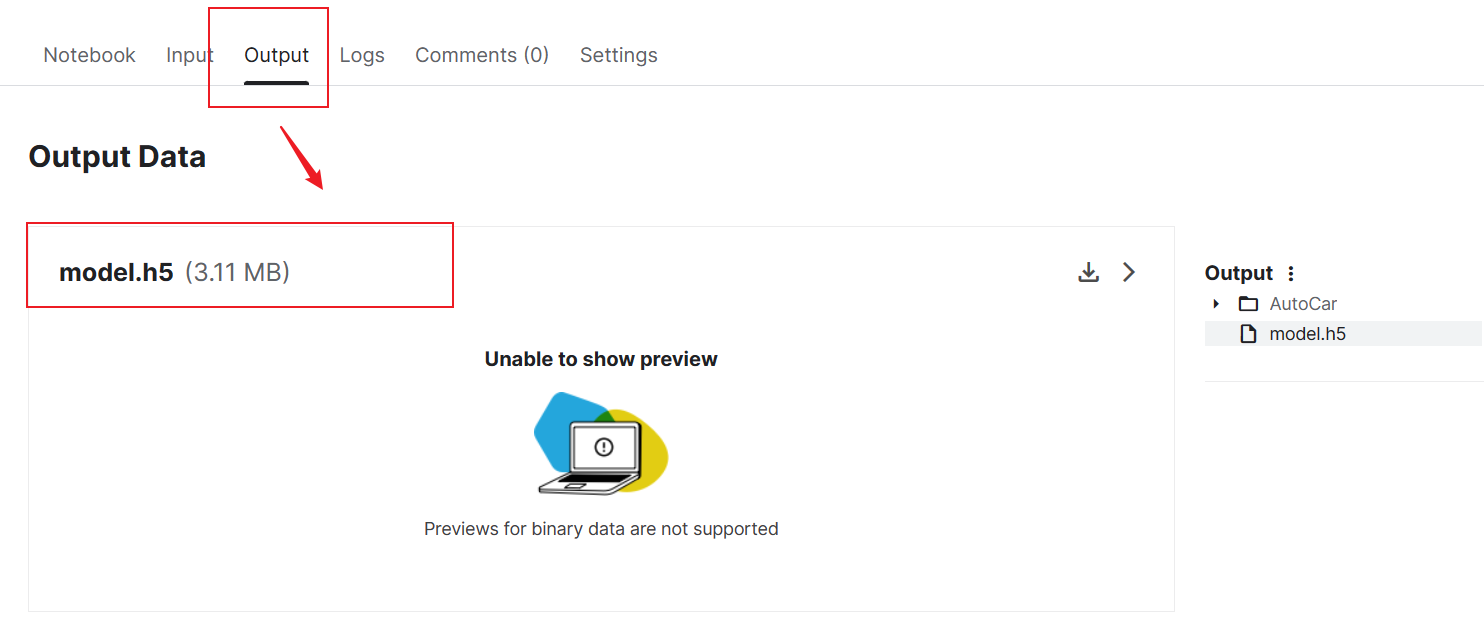 Notebook Input Output Logs Comments (0) Settings
Output Data
model.h5 (3.11 MB)
Unable to show preview
Previews for binary data are not supported
Output
AutoCar
model.h5